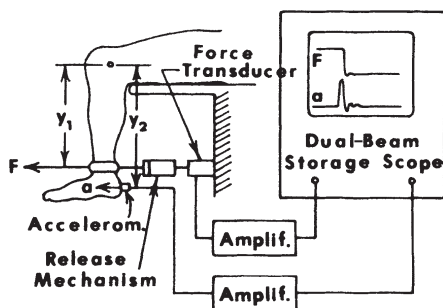 Force
Transducer
y1
y2
F
a
F
a
Dual-Beam
Storage Scope
Accelerom.
Release
Mechanism
Amplif.
Amplif.